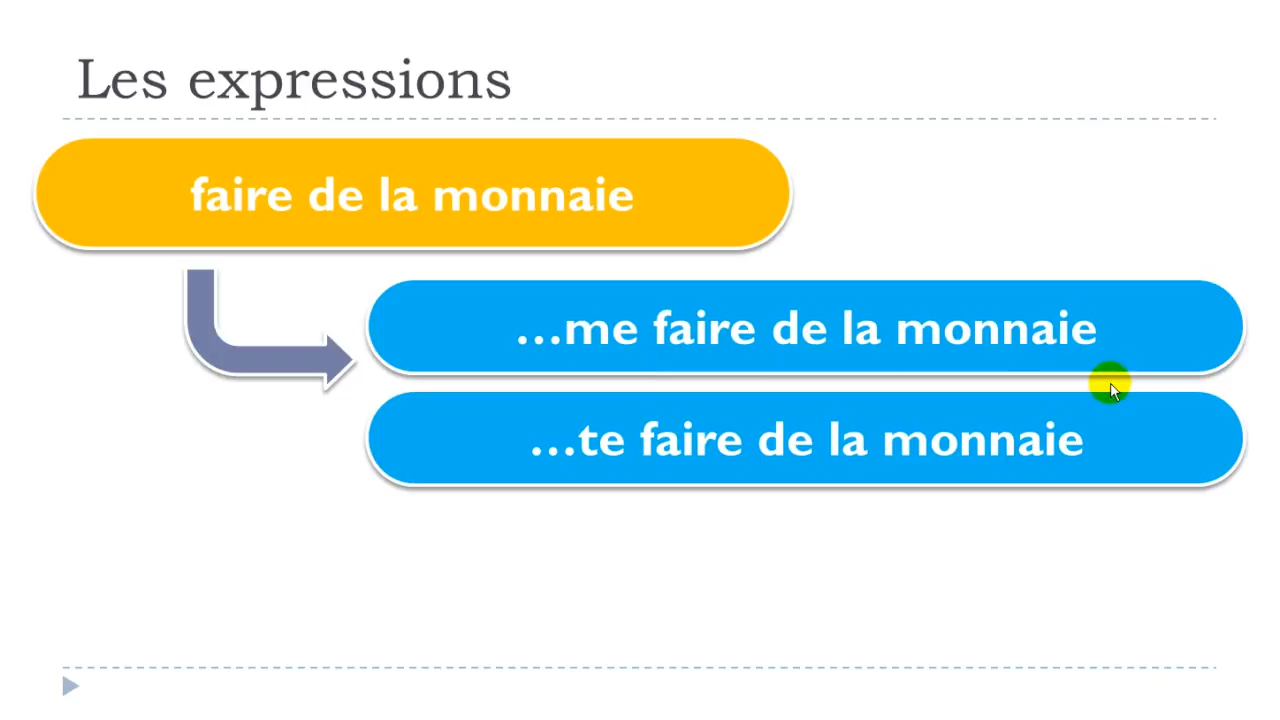 Les expressions
faire de la monnaie
…me faire de la monnaie
…te faire de la monnaie